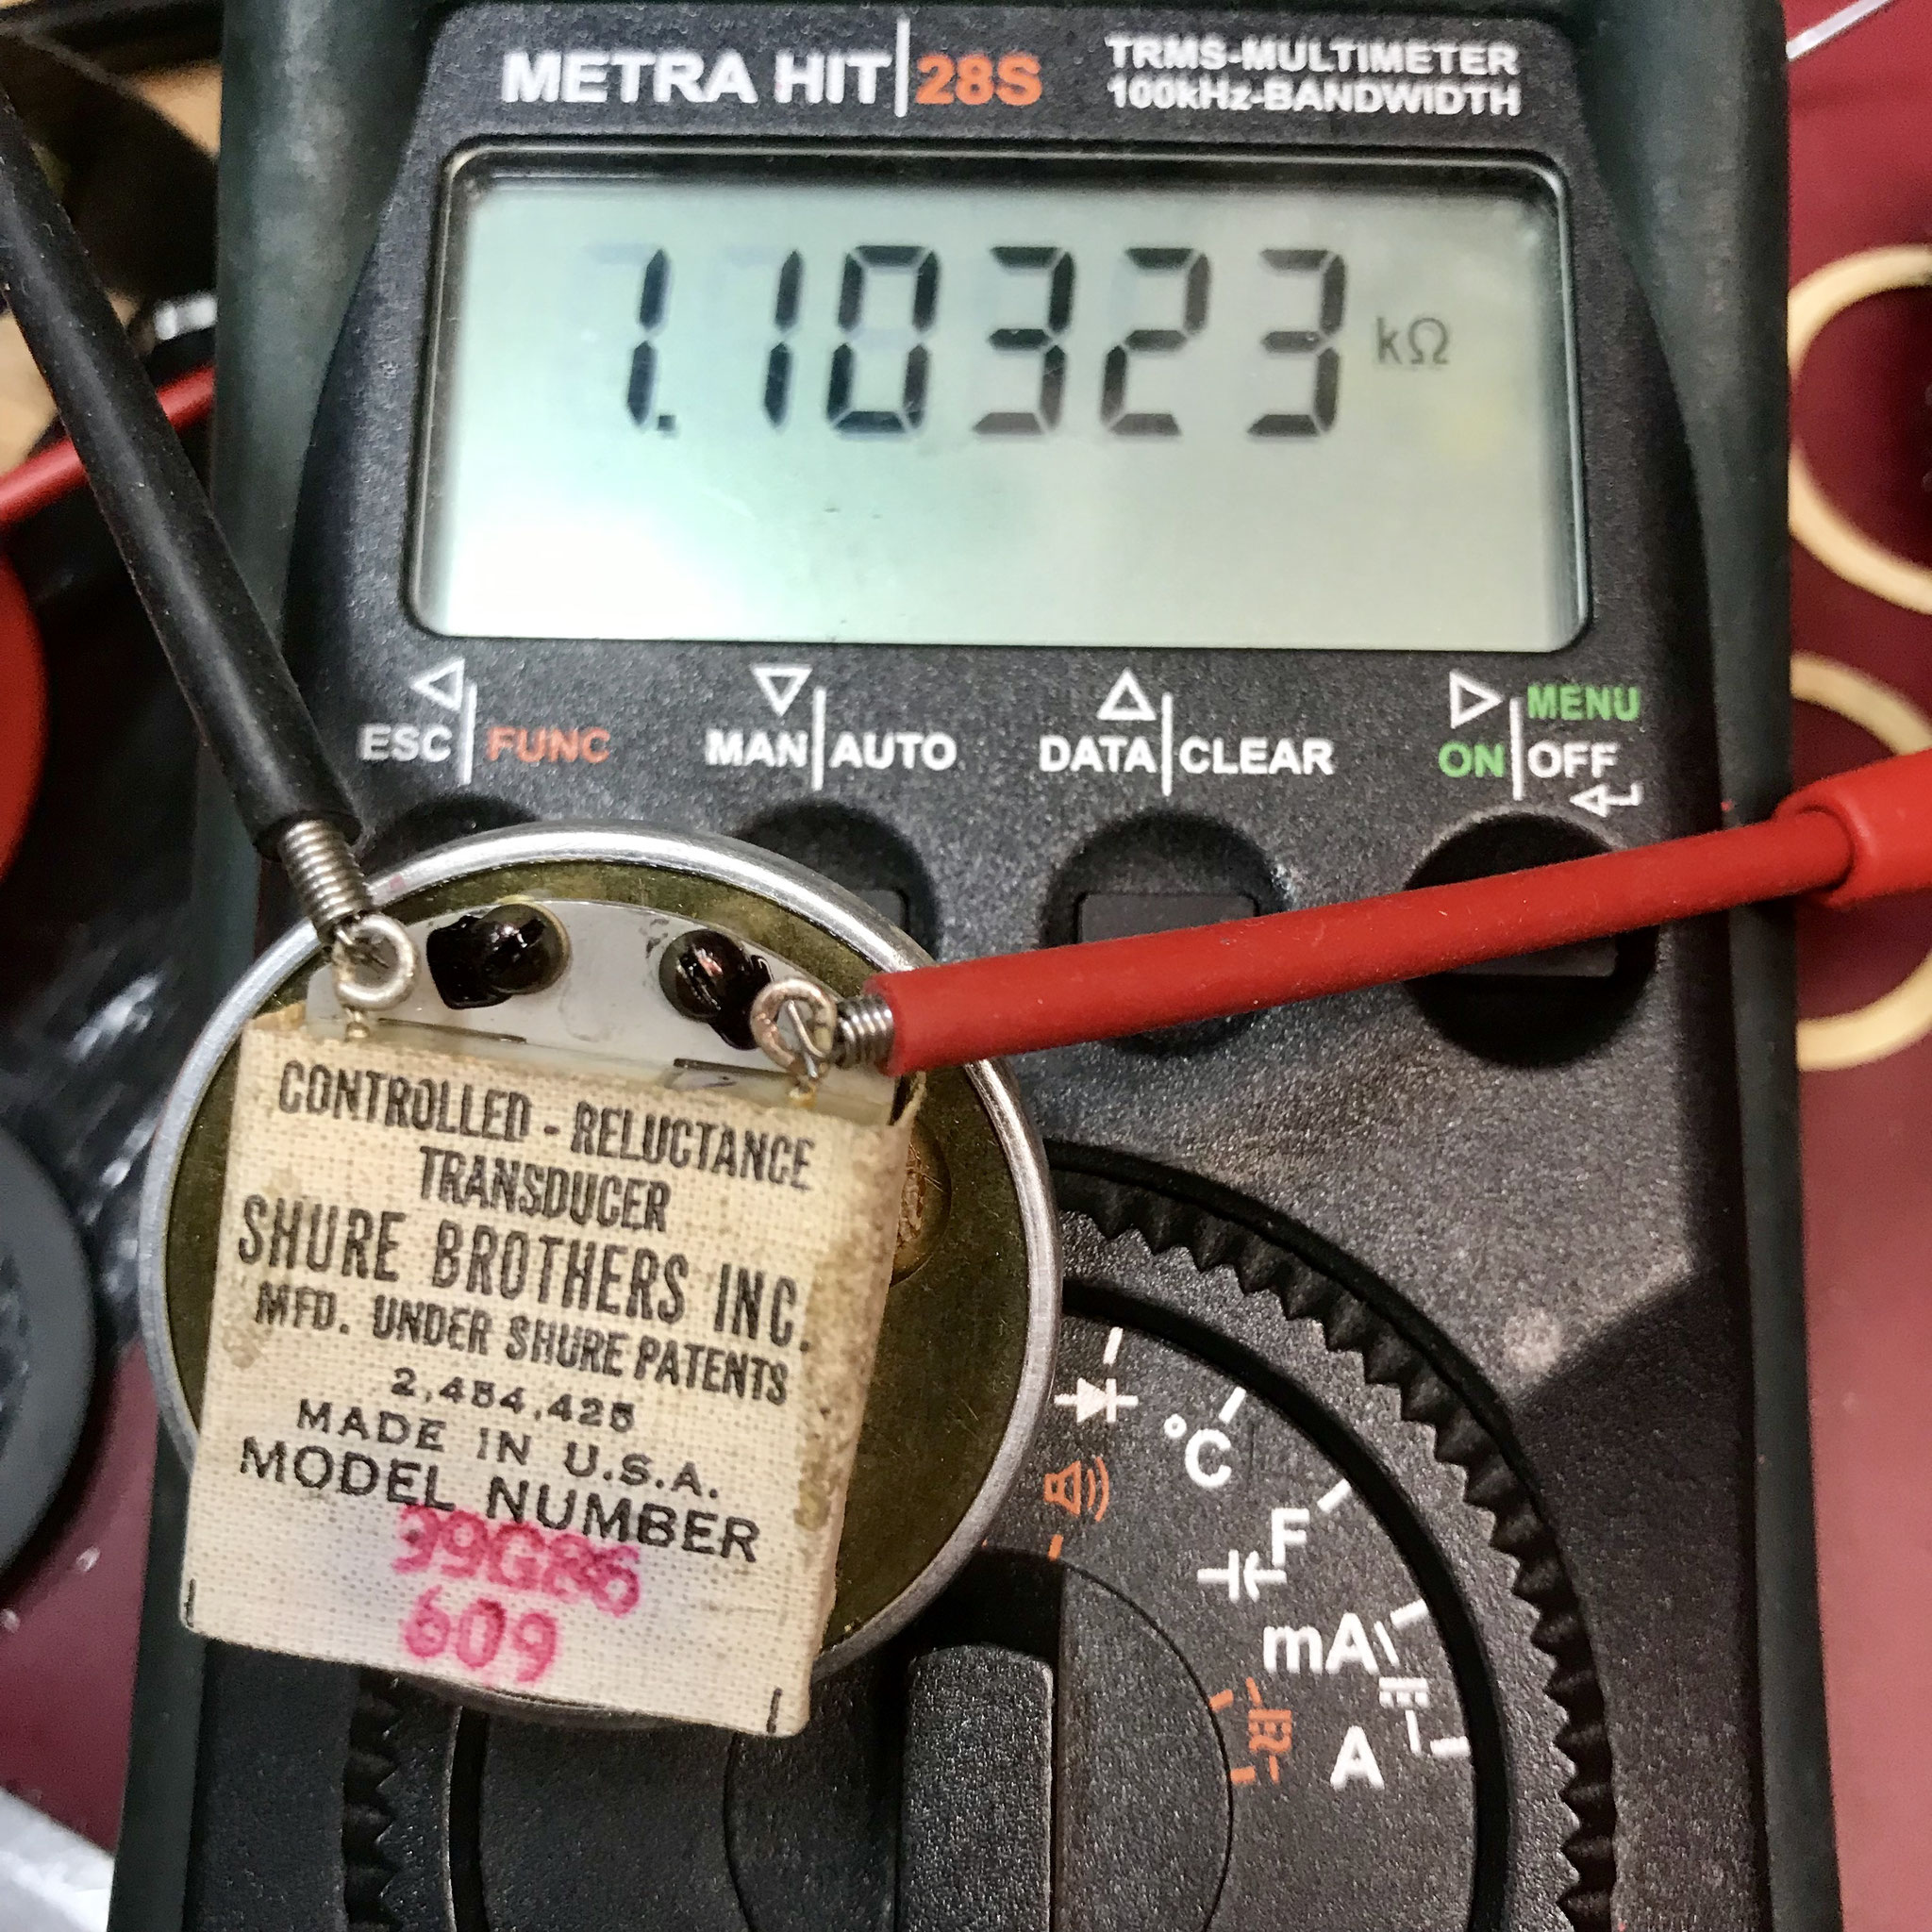 METRA HIT 28S
TRMS-MULTIMETER
100kHz-BANDWIDTH
1.10323 kΩ
ESC FUNC
MAN AUTO
DATA CLEAR
MENU
ON OFF
CONTROLLED - RELUCTANCE
TRANSDUCER
SHURE BROTHERS INC.
MFD. UNDER SHURE PATENTS
2,454,425
MADE IN U.S.A.
MODEL NUMBER
99G86
609
°C
F
mA
A